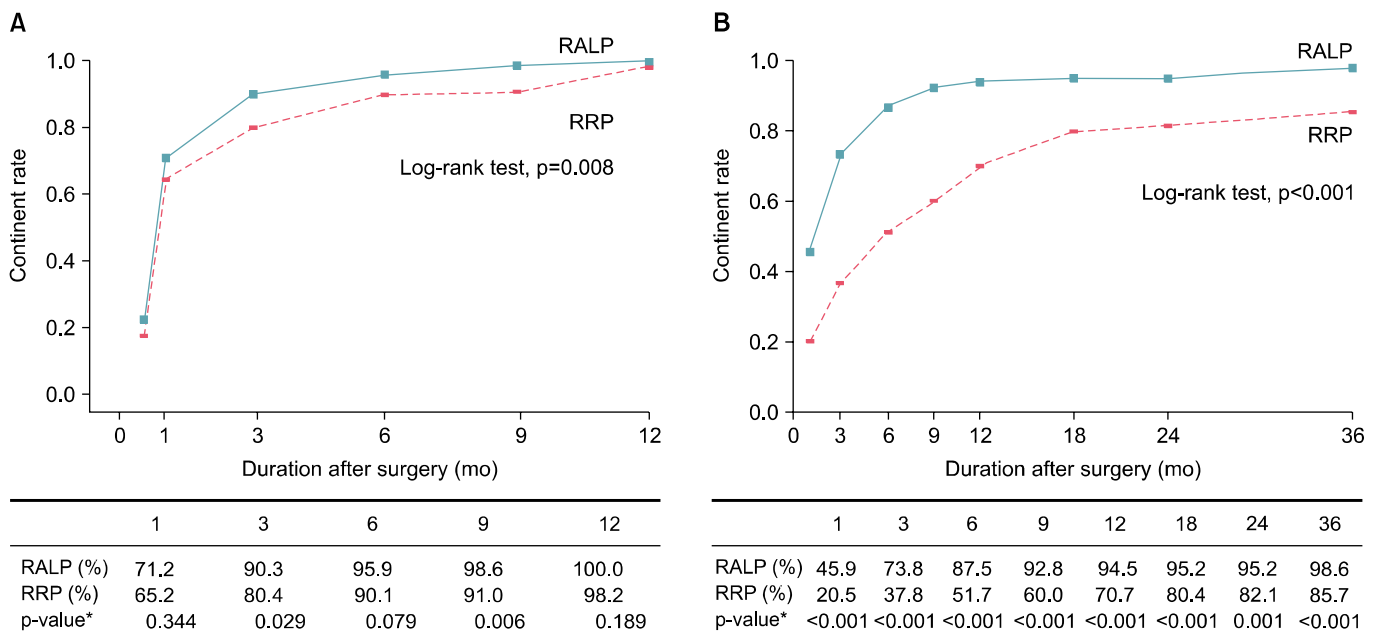 A
1.0
0.8
0.6
0.4
0.2
0.0
Continent rate
RALP
RRP
Log-rank test, p=0.008
0 1 3 6 9 12
Duration after surgery (mo)
1 3 6 9 12
RALP (%) 71.2 90.3 95.9 98.6 100.0
RRP (%) 65.2 80.4 90.1 91.0 98.2
p-value* 0.344 0.029 0.079 0.006 0.189
B
1.0
0.8
0.6
0.4
0.2
0.0
Continent rate
RALP
RRP
Log-rank test, p<0.001
0 3 6 9 12 18 24 36
Duration after surgery (mo)
1 3 6 9 12 18 24 36
RALP (%) 45.9 73.8 87.5 92.8 94.5 95.2 95.2 98.6
RRP (%) 20.5 37.8 51.7 60.0 70.7 80.4 82.1 85.7
p-value* <0.001 <0.001 <0.001 <0.001 <0.001 <0.001 0.001 <0.001